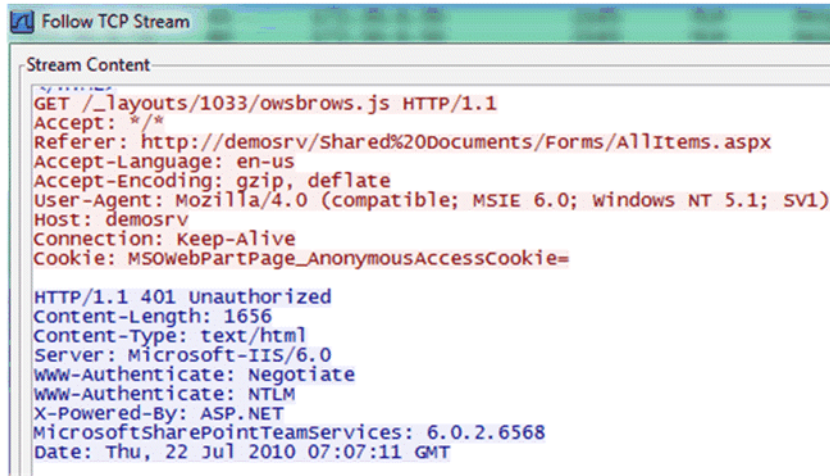 Follow TCP Stream
Stream Content
GET /_layouts/1033/owsbrows.js HTTP/1.1
Accept: */*
Referer: http://demosrv/Shared%20Documents/Forms/AllItems.aspx
Accept-Language: en-us
Accept-Encoding: gzip, deflate
User-Agent: Mozilla/4.0 (compatible; MSIE 6.0; Windows NT 5.1; SV1)
Host: demosrv
Connection: Keep-Alive
Cookie: MSOWebPartPage_AnonymousAccessCookie=
HTTP/1.1 401 Unauthorized
Content-Length: 1656
Content-Type: text/html
Server: Microsoft-IIS/6.0
WWW-Authenticate: Negotiate
WWW-Authenticate: NTLM
X-Powered-By: ASP.NET
MicrosoftSharePointTeamServices: 6.0.2.6568
Date: Thu, 22 Jul 2010 07:07:11 GMT